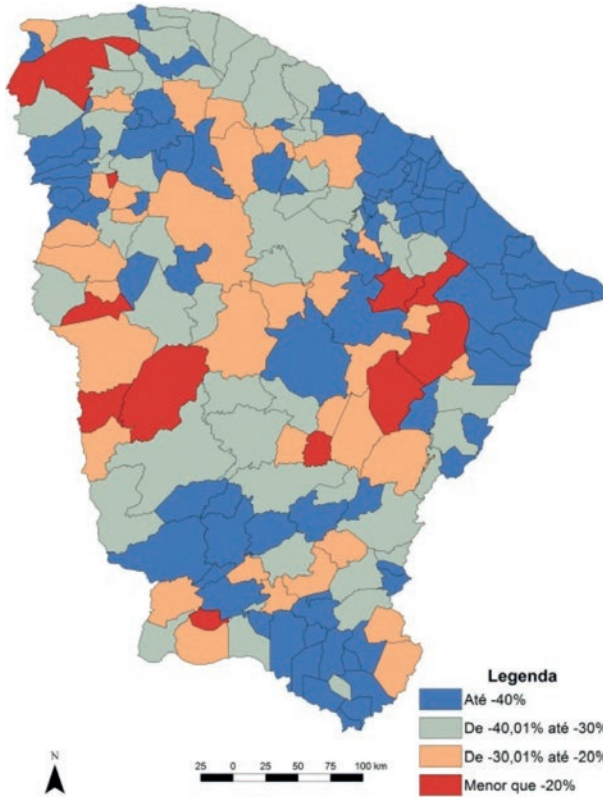 Legenda
Até -40%
De -40,01% até -30%
De -30,01% até -20%
Menor que -20%
N
25 0 25 50 75 100 km